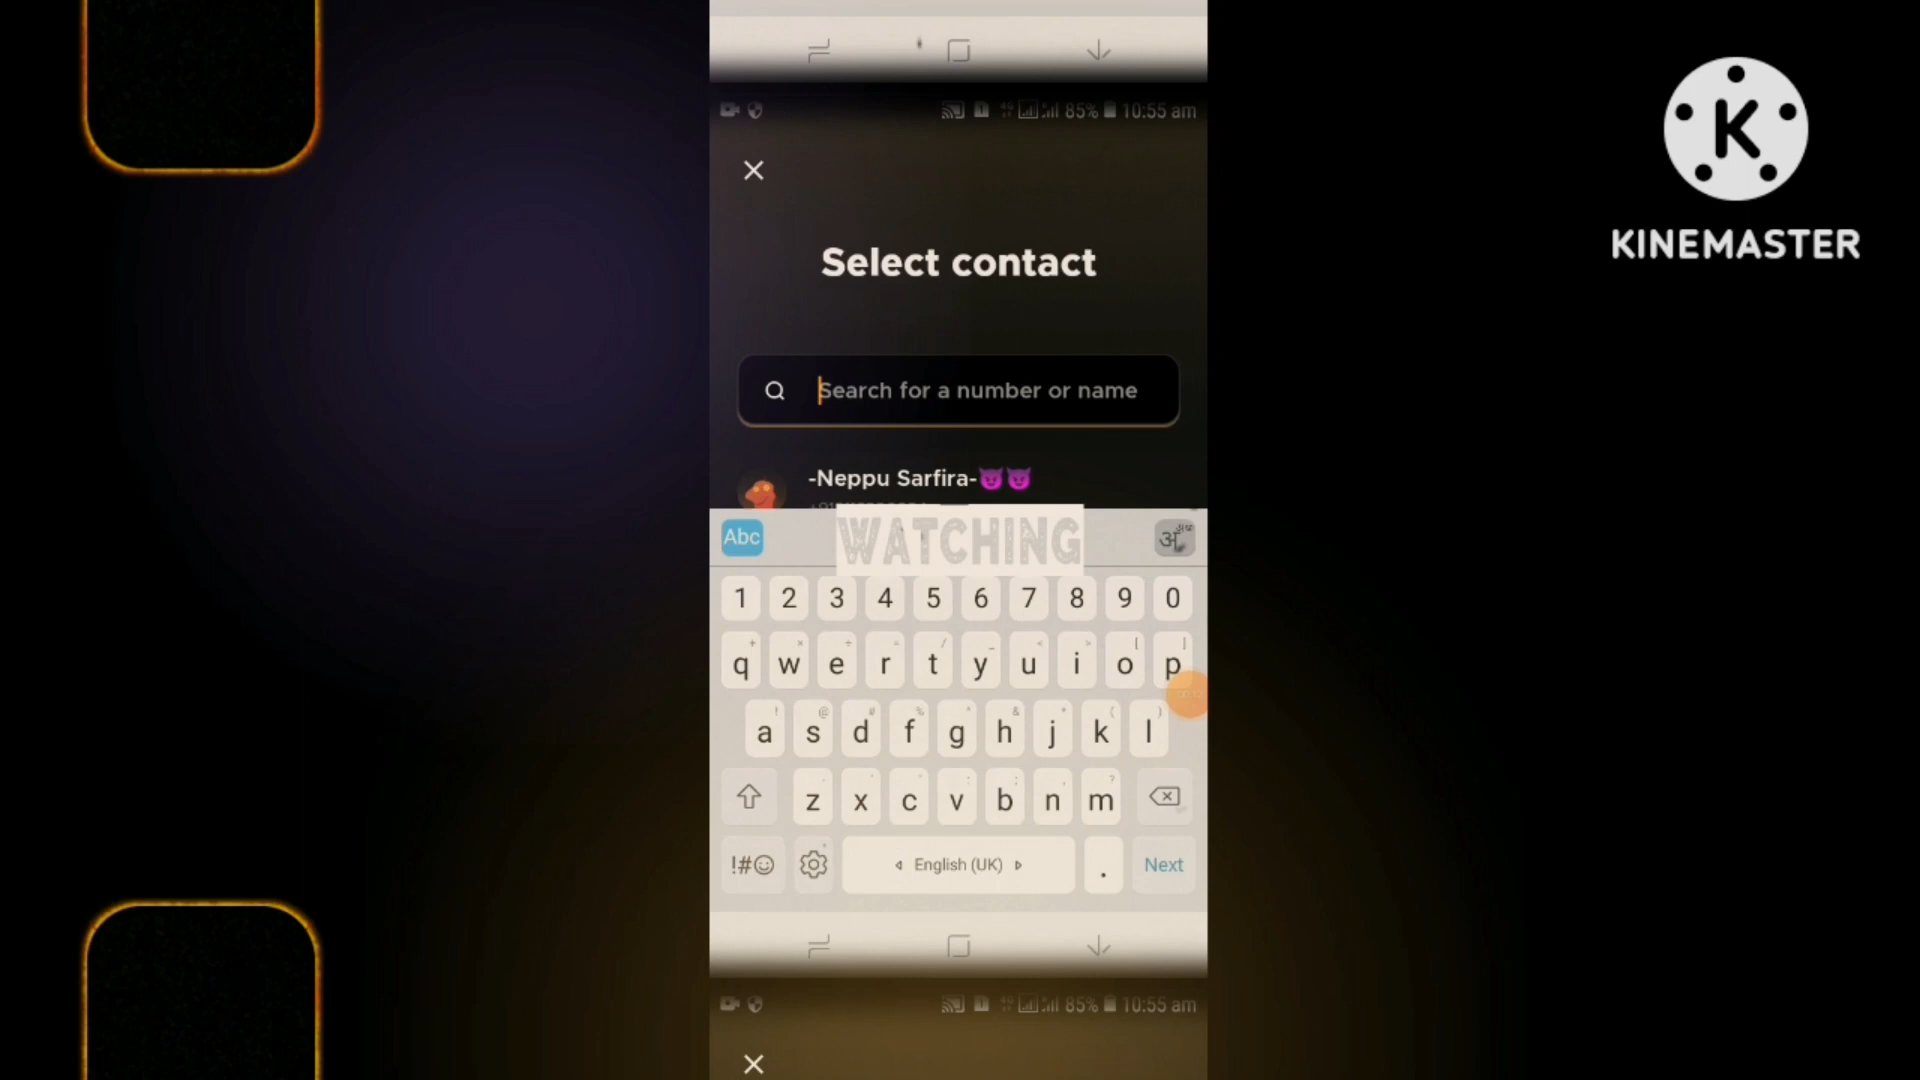 85% 10:55 am
KINEMASTER
Select contact
Search for a number or name
-Neppu Sarfira-😈😈
Abc
WATCHING
अ
1 2 3 4 5 6 7 8 9 0
q w e r t y u i o p
a s d f g h j k l
z x c v b n m
!#☺ English (UK) . Next
85% 10:55 am